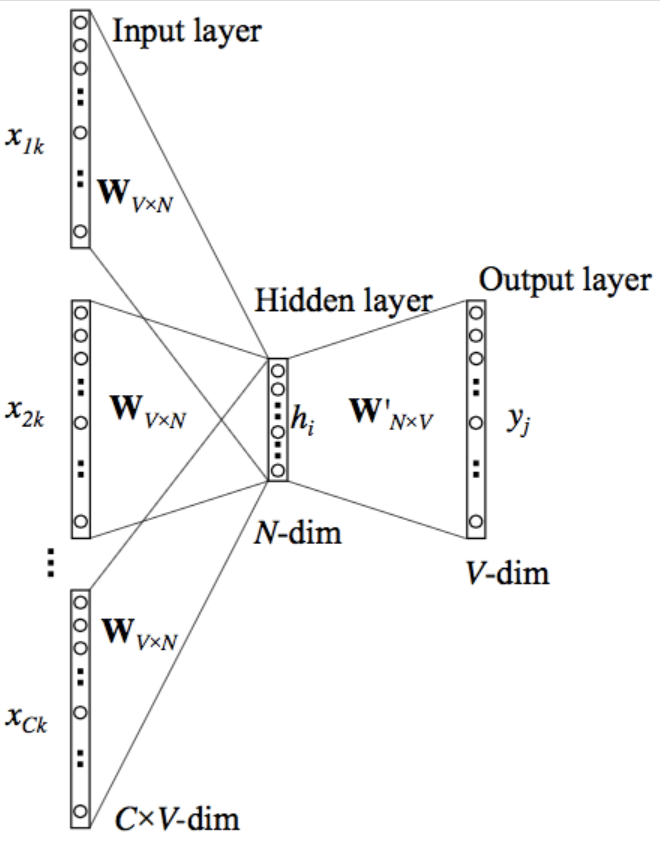 Input layer
x1k
WV×N
Hidden layer
Output layer
x2k
WV×N
hi
W'N×V
yj
N-dim
V-dim
WV×N
xCk
C×V-dim